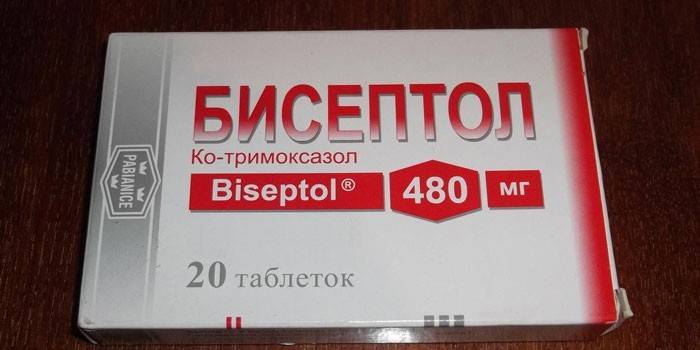 БИСЕПТОЛ
Ко-тримоксазол
Biseptol® 480 мг
20 таблеток
PABIANICE